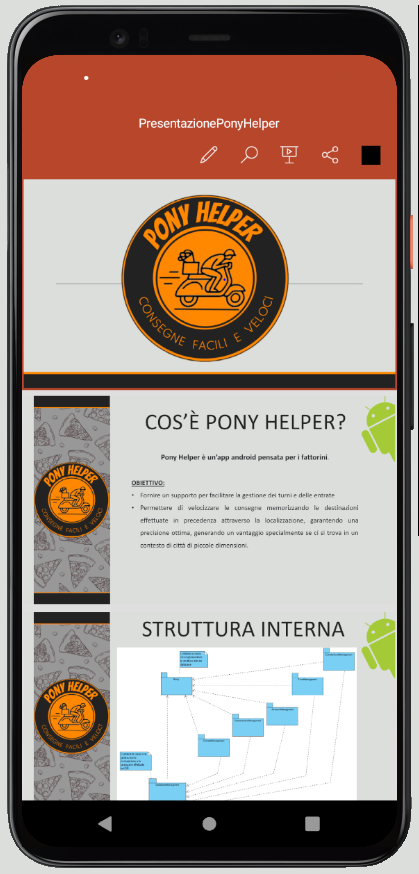 PresentazionePonyHelper
PONY HELPER
CONSEGNE FACILI E VELOCI
COS'È PONY HELPER?
Pony Helper è un'app android pensata per i fattorini.
PONY HELPER
CONSEGNE FACILI E VELOCI
OBIETTIVO:
• Fornire un supporto per facilitare la gestione dei turni e delle entrate
• Permettere di velocizzare le consegne memorizzando le destinazioni
effettuate in precedenza attraverso la localizzazione, garantendo una
precisione ottima, generando un vantaggio specialmente se ci si trova in un
contesto di città di piccole dimensioni.
STRUTTURA INTERNA
PONY HELPER
CONSEGNE FACILI E VELOCI